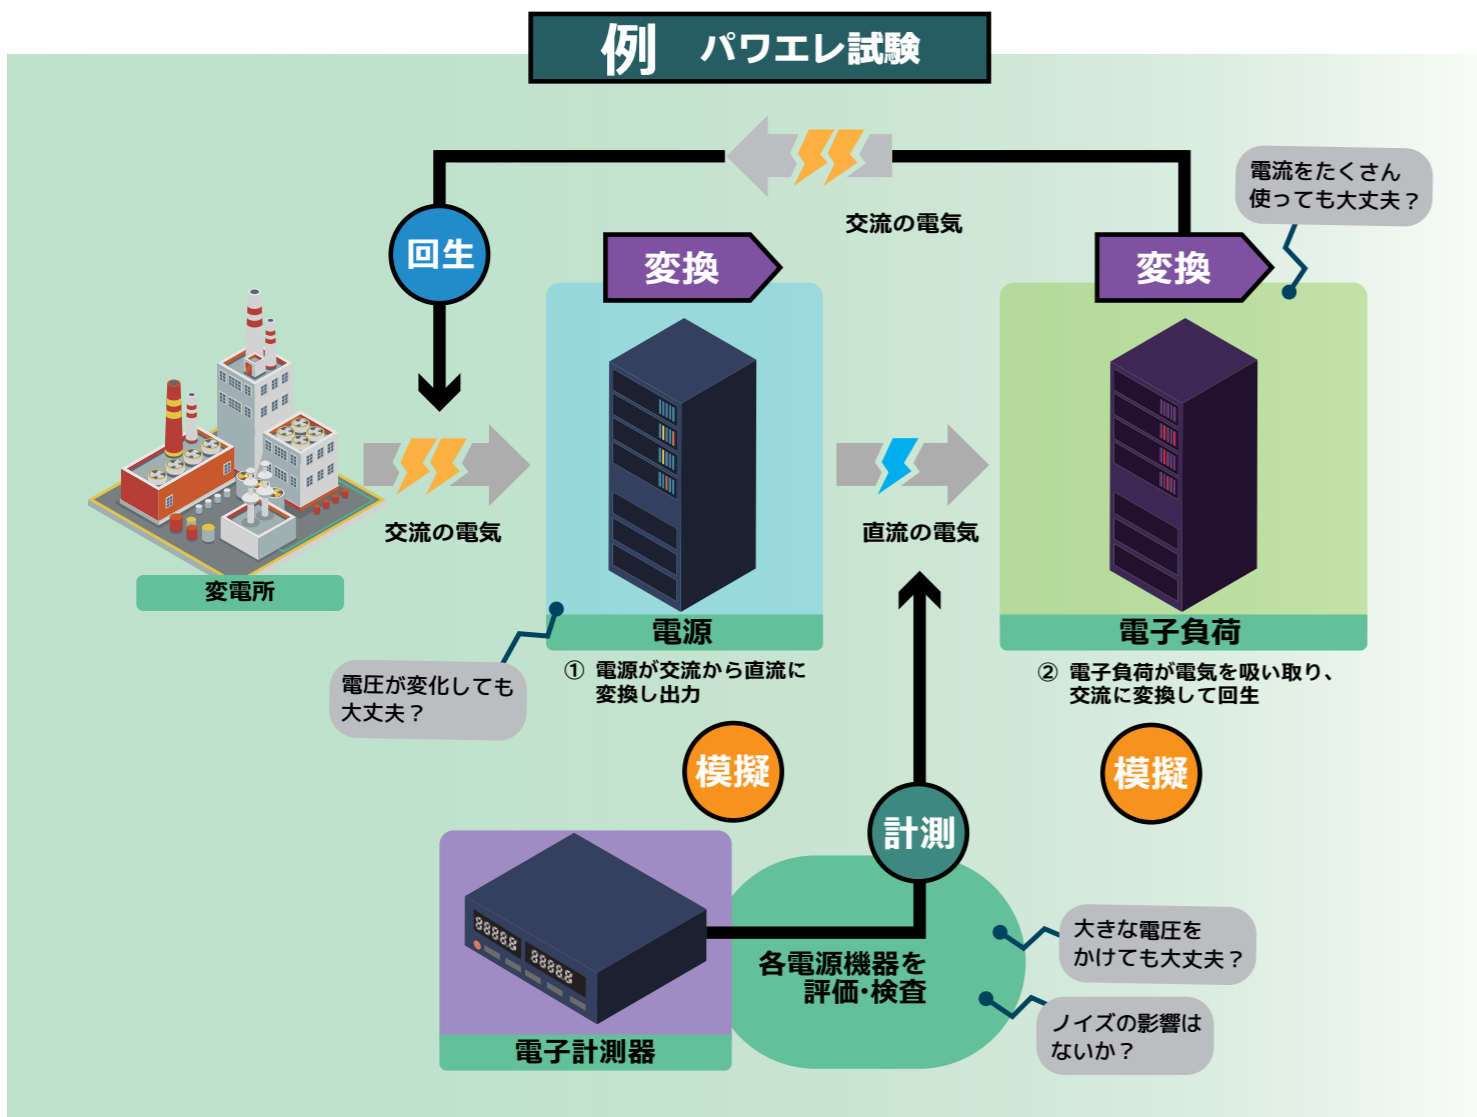 例 パワエレ試験
電流をたくさん
使っても大丈夫？
交流の電気
回生
変換
変換
交流の電気
直流の電気
変電所
電源
電子負荷
① 電源が交流から直流に
変換し出力
② 電子負荷が電気を吸い取り、
交流に変換して回生
電圧が変化しても
大丈夫？
模擬
模擬
計測
88888
88888
各電源機器を
評価・検査
大きな電圧を
かけても大丈夫？
ノイズの影響は
ないか？
電子計測器